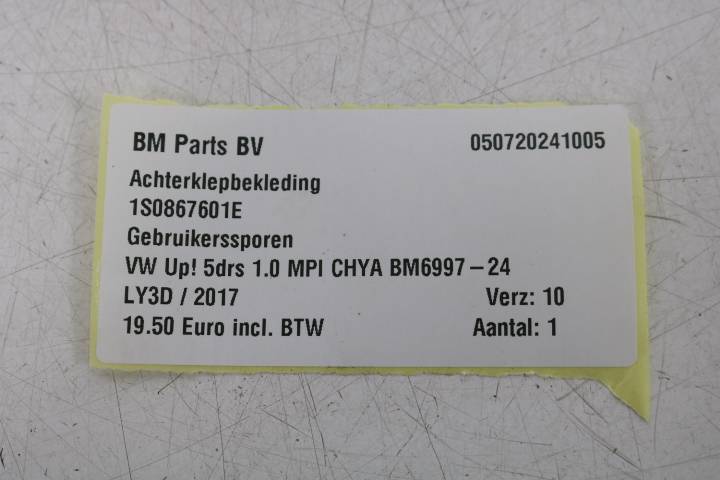 BM Parts BV 050720241005
Achterklepbekleding
1S0867601E
Gebruikerssporen
VW Up! 5drs 1.0 MPI CHYA BM6997-24
LY3D / 2017 Verz: 10
19.50 Euro incl. BTW Aantal: 1